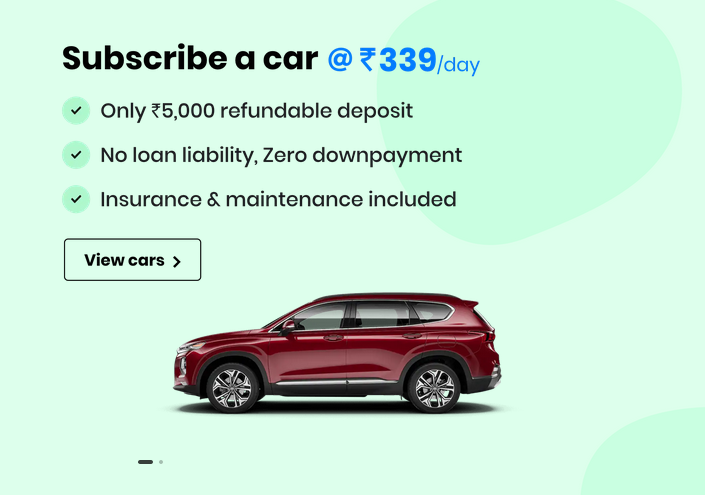 Subscribe a car @ ₹339/day
Only ₹5,000 refundable deposit
No loan liability, Zero downpayment
Insurance & maintenance included
View cars